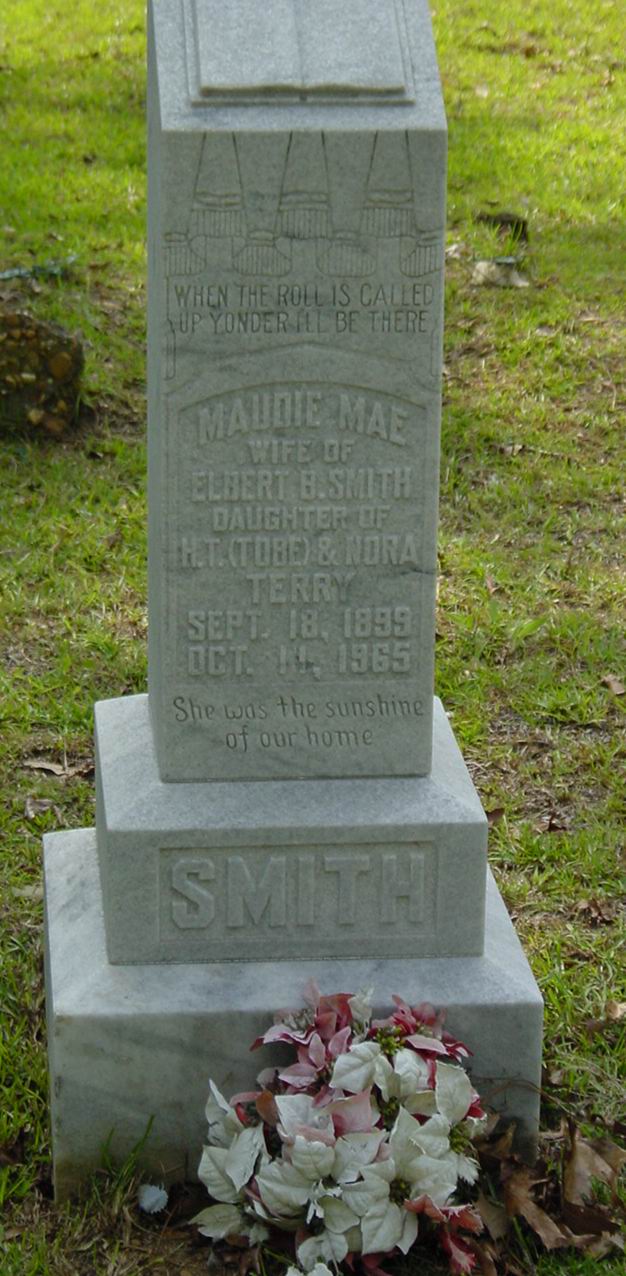 WHEN THE ROLL IS CALLED
UP YONDER I'LL BE THERE
MAUDIE MAE
WIFE OF
ELBERT B. SMITH
DAUGHTER OF
H.T. (TOBE) & NORA
TERRY
SEPT. 18, 1899
OCT. 11, 1965
She was the sunshine
of our home
SMITH